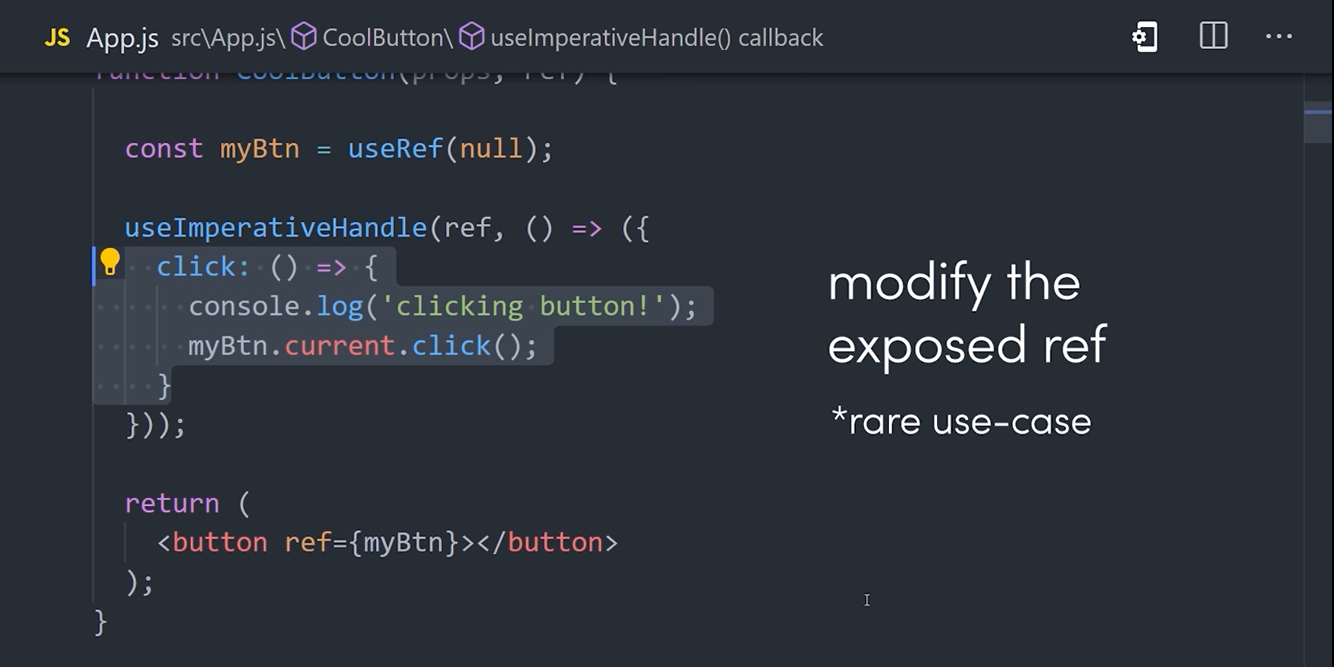 JS App.js src\App.js\ CoolButton\ useImperativeHandle() callback
function CoolButton(props, ref) {
const myBtn = useRef(null);
useImperativeHandle(ref, () => ({
click: () => {
console.log('clicking button!');
myBtn.current.click();
}
}));
return (
<button ref={myBtn}></button>
);
}
modify the
exposed ref
*rare use-case